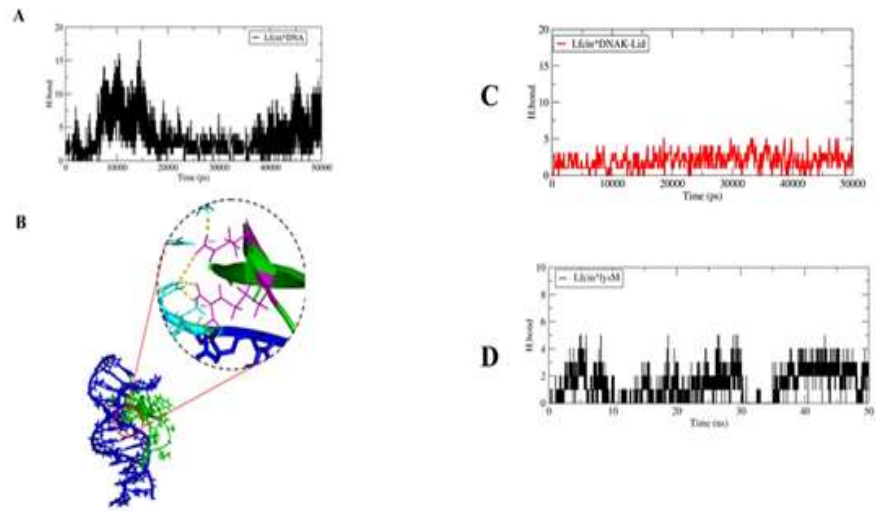 A
Lfcin*DNA
H.bond
20
15
10
5
0
0 10000 20000 30000 40000 50000
Time (ps)
B
C
Lfcin*DNAK-Lid
H.bond
20
15
10
5
0
0 10000 20000 30000 40000 50000
Time (ps)
D
Lfcin*lysM
H.bond
10
8
6
4
2
0
0 10 20 30 40 50
Time (ns)